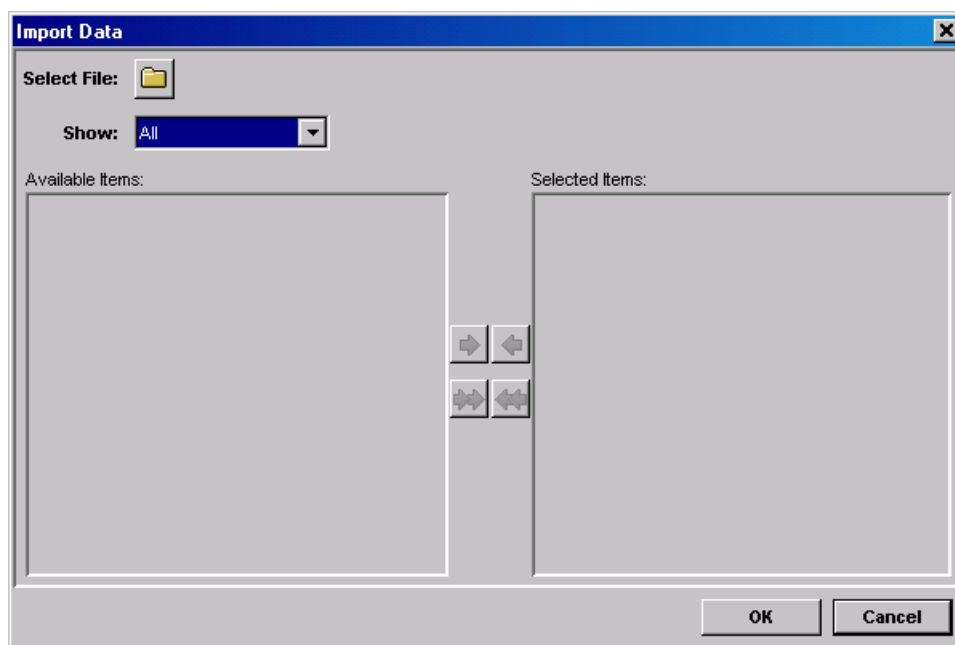 Import Data
Select File:
Show: All
Available Items: Selected Items:
OK Cancel